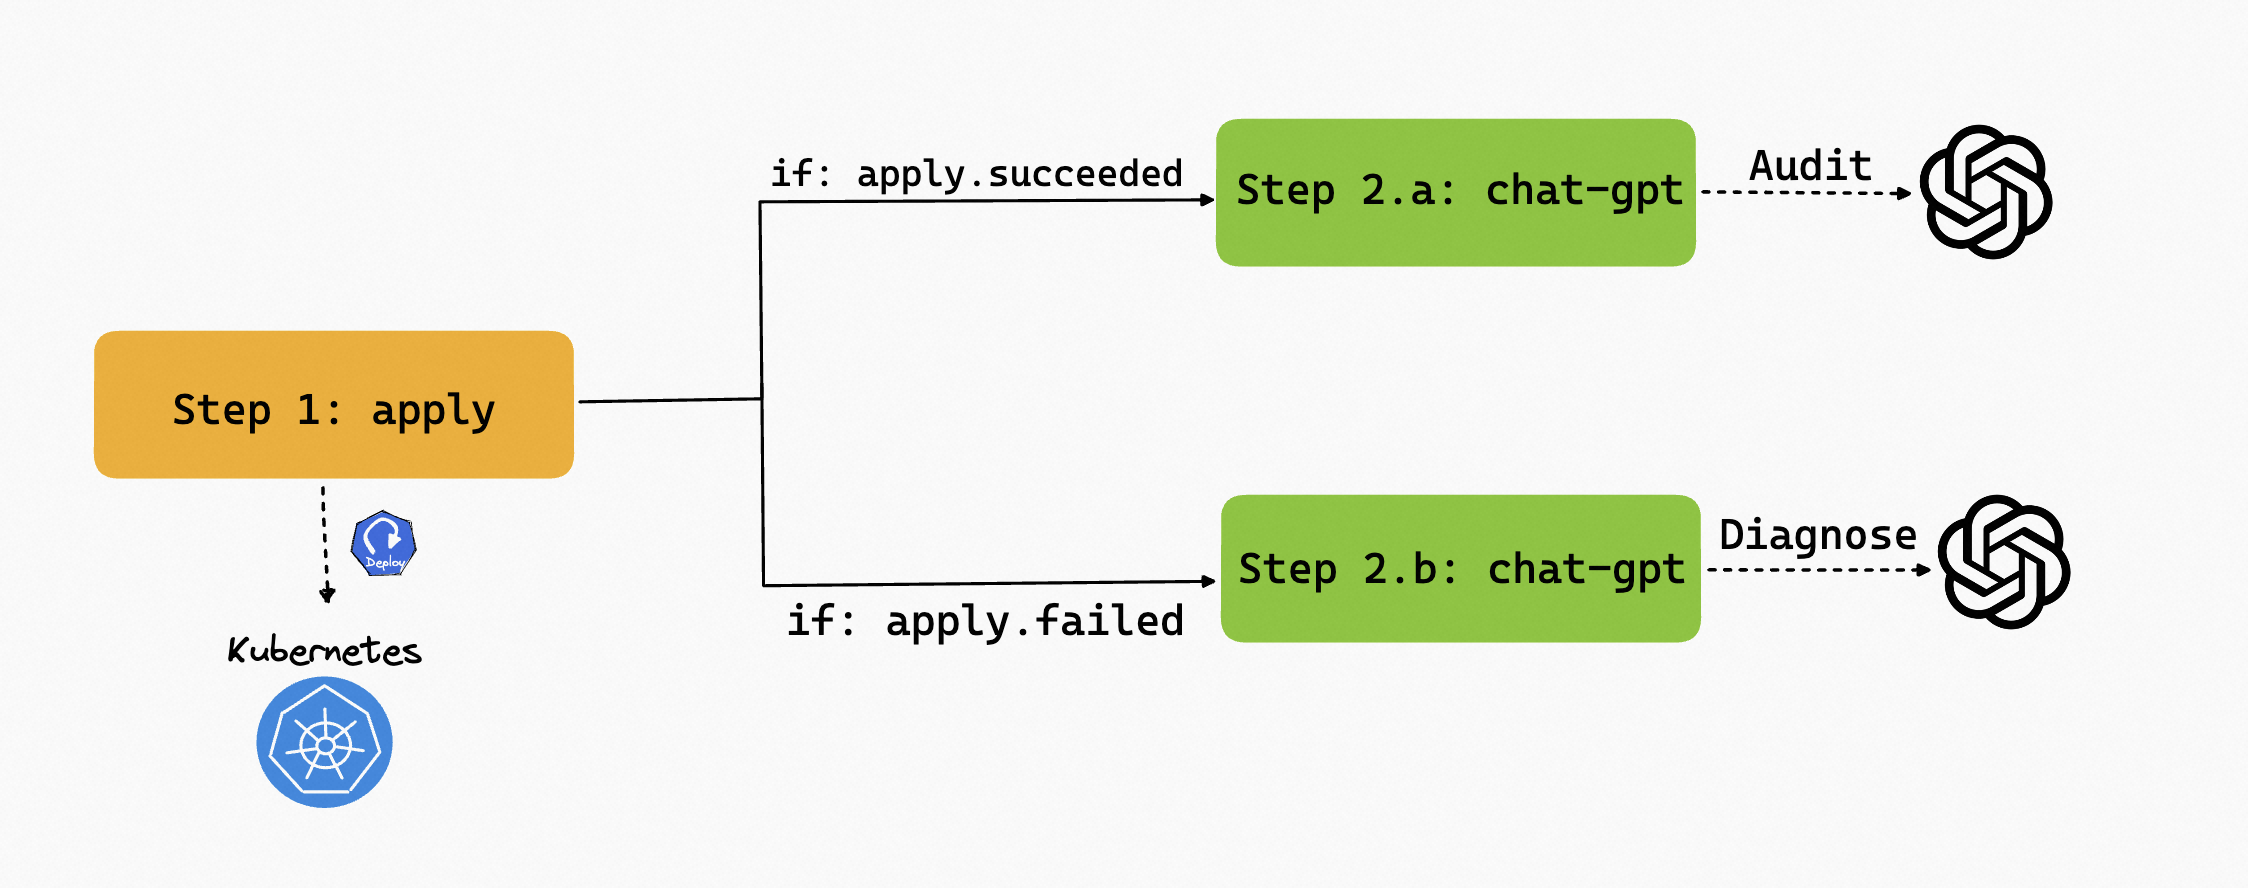 if: apply.succeeded
Step 2.a: chat-gpt
Audit
Step 1: apply
Deploy
Kubernetes
if: apply.failed
Step 2.b: chat-gpt
Diagnose